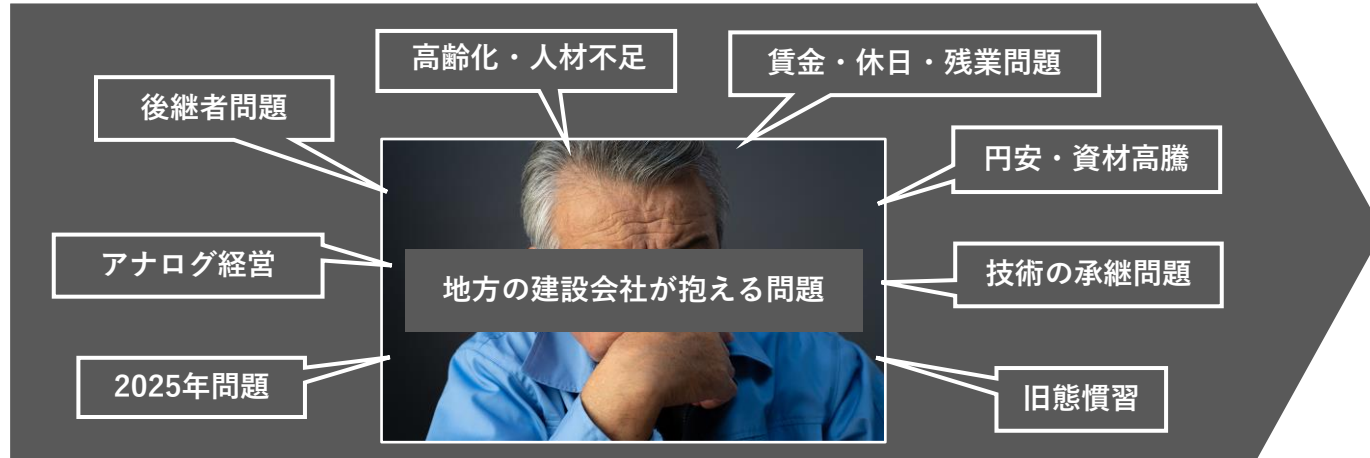 高齢化・人材不足
賃金・休日・残業問題
後継者問題
円安・資材高騰
アナログ経営
地方の建設会社が抱える問題
技術の承継問題
2025年問題
旧態慣習